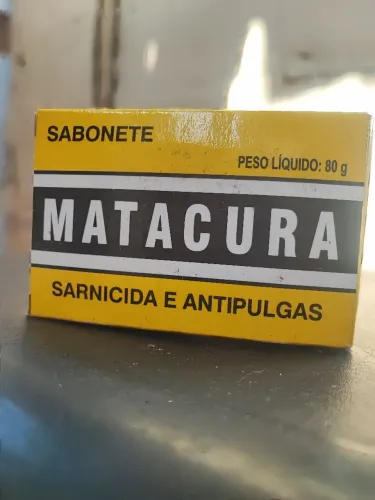 SABONETE
PESO LÍQUIDO: 80 g
MATACURA
SARNICIDA E ANTIPULGAS